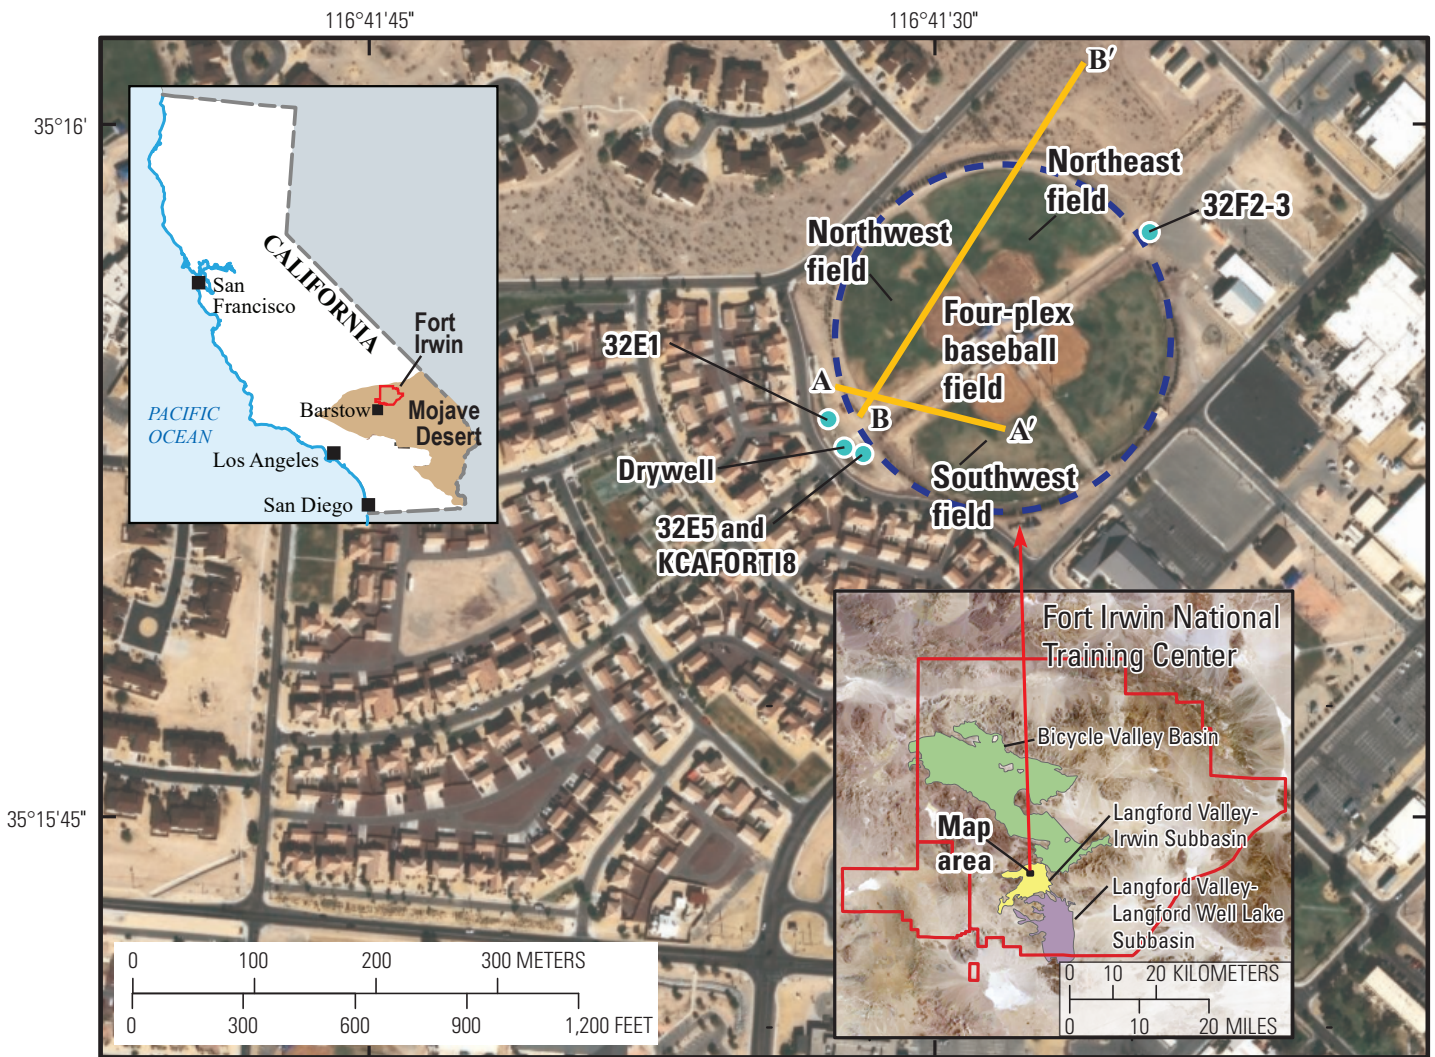 116°41'45"
116°41'30"
35°16'
35°15'45"
B'
Northeast
field
32F2-3
Northwest
field
Four-plex
baseball
field
32E1
A
B
A'
Drywell
Southwest
field
32E5 and
KCAFORTI8
CALIFORNIA
San
Francisco
Fort
Irwin
Barstow
Mojave
Desert
PACIFIC
OCEAN
Los Angeles
San Diego
Fort Irwin National
Training Center
Bicycle Valley Basin
Map
area
Langford Valley-
Irwin Subbasin
Langford Valley-
Langford Well Lake
Subbasin
0 10 20 KILOMETERS
0 10 20 MILES
0 100 200 300 METERS
0 300 600 900 1,200 FEET